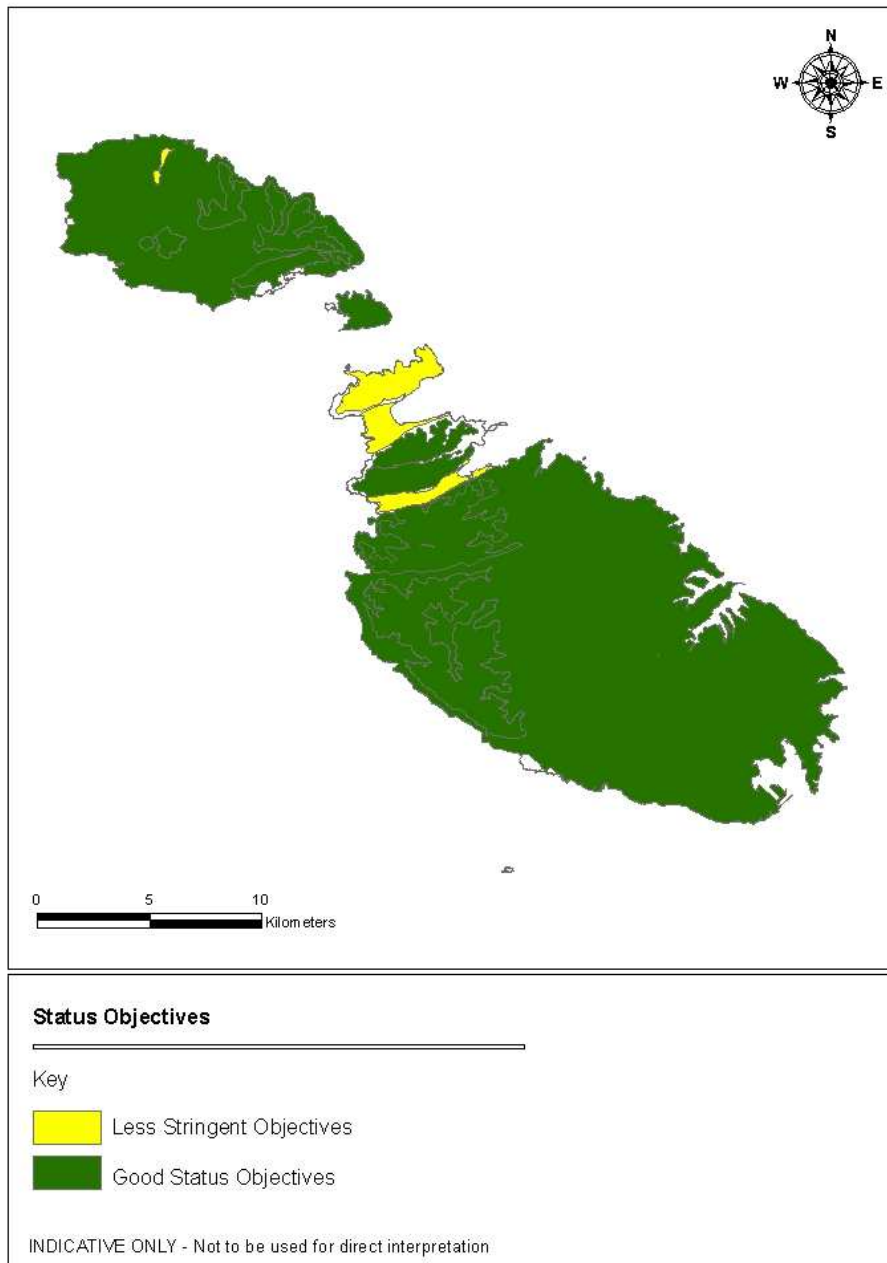 N
W E
S
0 5 10
Kilometers
Status Objectives
Key
Less Stringent Objectives
Good Status Objectives
INDICATIVE ONLY - Not to be used for direct interpretation